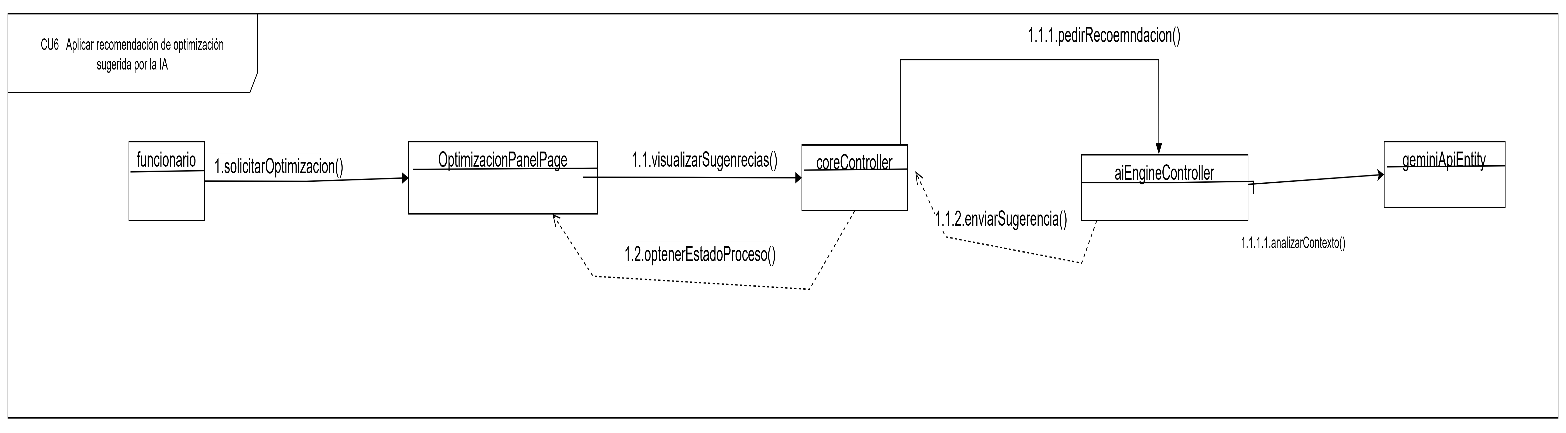 CU6   Aplicar recomendación de optimización
sugerida por la IA
1.1.1.pedirRecoemndacion()
funcionario
1.solicitarOptimizacion()
OptimizacionPanelPage
1.1.visualizarSugenrecias()
coreController
aiEngineController
geminiApiEntity
1.1.2.enviarSugerencia()
1.1.1.1.analizarContexto()
1.2.optenerEstadoProceso()